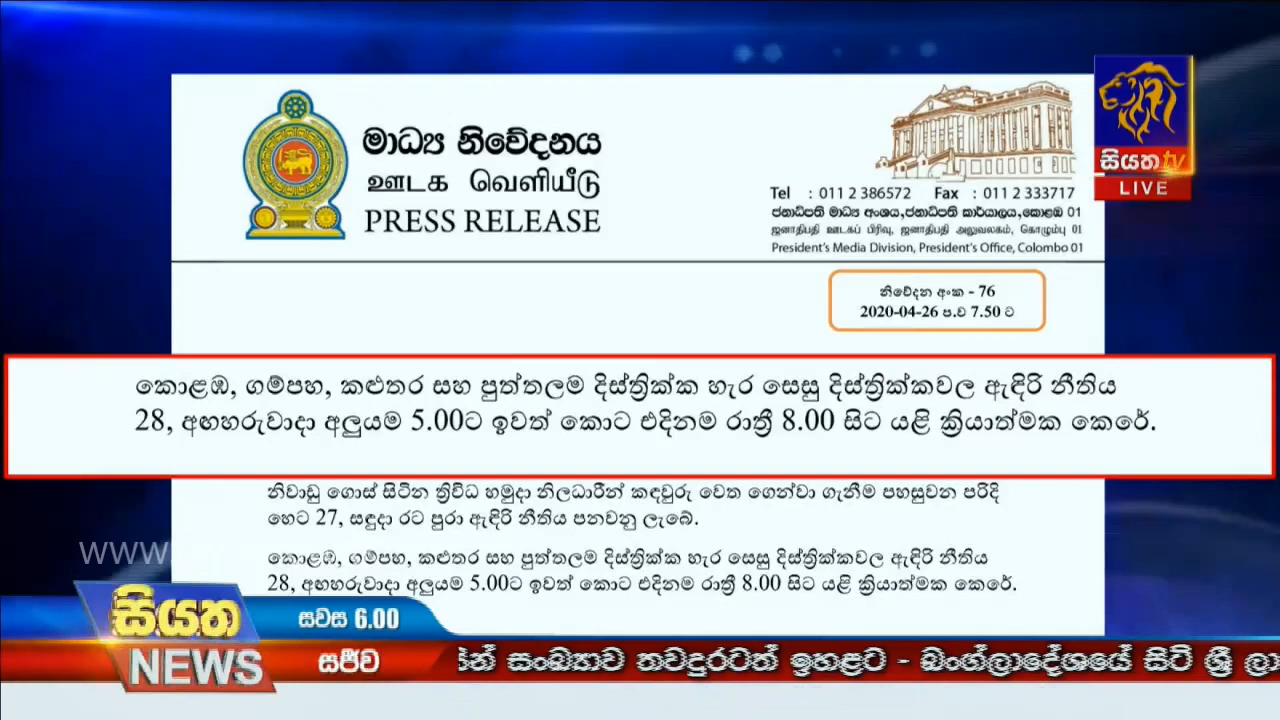 සියත tv
LIVE
මාධ්‍ය නිවේදනය
ஊடக வெளியீடு
PRESS RELEASE
Tel : 011 2 386572 Fax : 011 2 333717
ජනාධිපති මාධ්‍ය අංශය, ජනාධිපති කාර්යාලය, කොළඹ 01
ஜனாதிபதி ஊடகப் பிரிவு, ஜனாதிபதி அலுவலகம், கொழும்பு 01
President's Media Division, President's Office, Colombo 01
නිවේදන අංක - 76
2020-04-26 ප.ව 7.50 ට
කොළඹ, ගම්පහ, කළුතර සහ පුත්තලම දිස්ත්‍රික්ක හැර සෙසු දිස්ත්‍රික්කවල ඇඳිරි නීතිය
28, අඟහරුවාදා අලුයම 5.00ට ඉවත් කොට එදිනම රාත්‍රී 8.00 සිට යළි ක්‍රියාත්මක කෙරේ.
නිවාඩු ගොස් සිටින ත්‍රිවිධ හමුදා නිලධාරීන් කඳවුරු වෙත ගෙන්වා ගැනීම පහසුවන පරිදි
හෙට 27, සඳුදා රට පුරා ඇඳිරි නීතිය පනවනු ලැබේ.
කොළඹ, ගම්පහ, කළුතර සහ පුත්තලම දිස්ත්‍රික්ක හැර සෙසු දිස්ත්‍රික්කවල ඇඳිරි නීතිය
28, අඟහරුවාදා අලුයම 5.00ට ඉවත් කොට එදිනම රාත්‍රී 8.00 සිට යළි ක්‍රියාත්මක කෙරේ.
www.
සියත
NEWS
සවස 6.00
සජීව
සංඛ්‍යාව තවදුරටත් ඉහළට - බංග්ලාදේශයේ සිටි ශ්‍රී